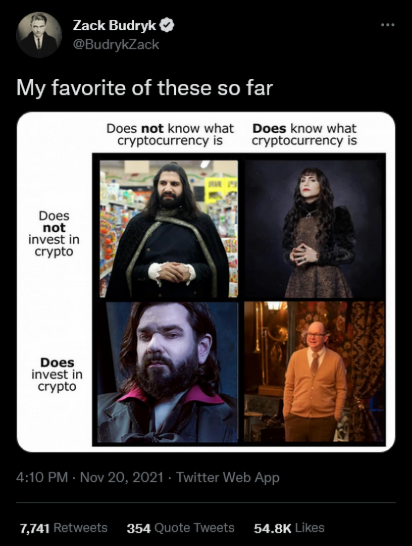 Zack Budryk
@BudrykZack
My favorite of these so far
Does not know what
cryptocurrency is
Does know what
cryptocurrency is
Does
not
invest in
crypto
Does
invest in
crypto
4:10 PM · Nov 20, 2021 · Twitter Web App
7,741 Retweets 354 Quote Tweets 54.8K Likes